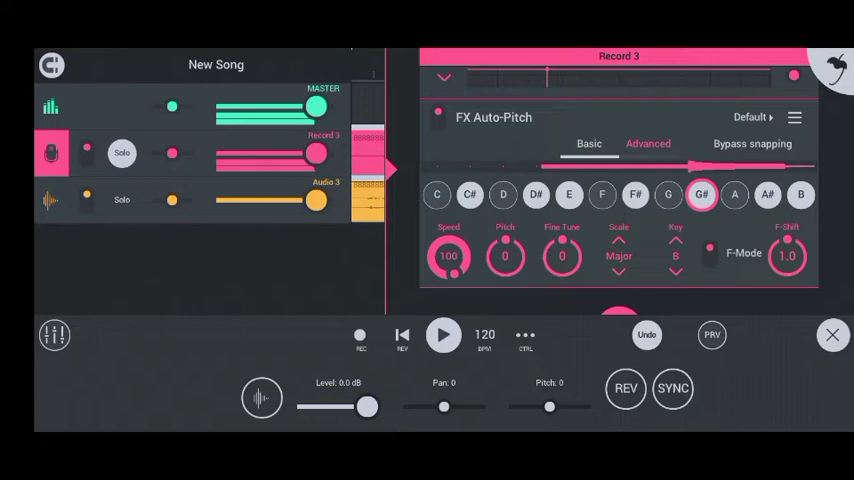 New Song
Record 3
MASTER
Solo
Record 3
Solo
Audio 3
FX Auto-Pitch
Default
Basic
Advanced
Bypass snapping
C C# D D# E F F# G G# A A# B
Speed
Pitch
Fine Tune
Scale
Key
F-Shift
100
0
0
Major
B
F-Mode
1.0
REC
REV
120
BPM
CTRL
Undo
PRV
Level: 0.0 dB
Pan: 0
Pitch: 0
REV
SYNC